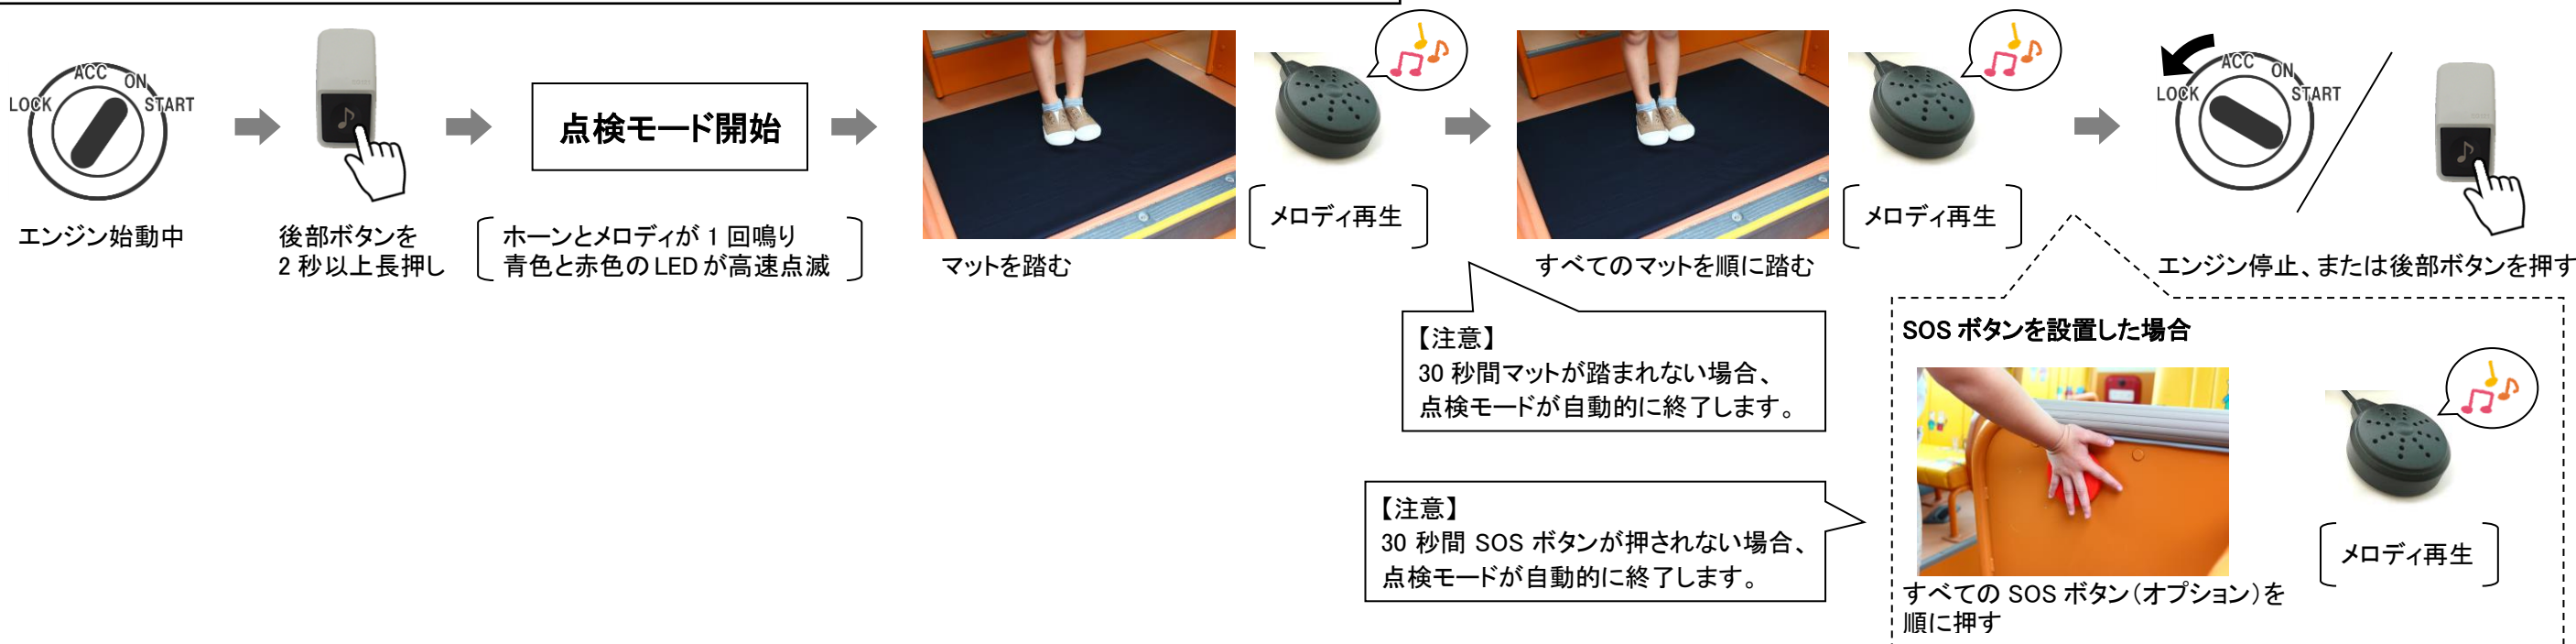 LOCK
ACC
ON
START
エンジン始動中
後部ボタンを
2 秒以上長押し
点検モード開始
ホーンとメロディが 1 回鳴り
青色と赤色の LED が高速点滅
マットを踏む
メロディ再生
すべてのマットを順に踏む
メロディ再生
LOCK
ACC
ON
START
エンジン停止、または後部ボタンを押す
【注意】
30 秒間マットが踏まれない場合、
点検モードが自動的に終了します。
【注意】
30 秒間 SOS ボタンが押されない場合、
点検モードが自動的に終了します。
SOS ボタンを設置した場合
メロディ再生
すべての SOS ボタン(オプション)を
順に押す